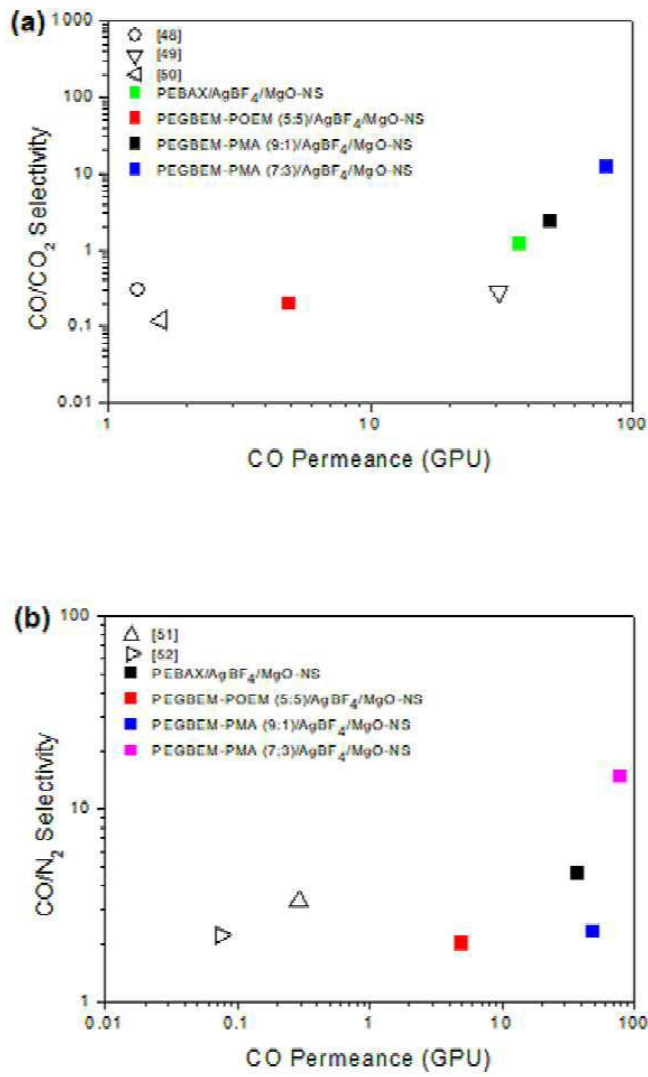 (a)
1000
100
10
1
0.1
0.01
CO/CO2 Selectivity
[48]
[49]
[50]
PEBAX/AgBF4/MgO-NS
PEGBEM-POEM (5:5)/AgBF4/MgO-NS
PEGBEM-PMA (9:1)/AgBF4/MgO-NS
PEGBEM-PMA (7:3)/AgBF4/MgO-NS
1 10 100
CO Permeance (GPU)
(b)
100
10
1
CO/N2 Selectivity
[51]
[52]
PEBAX/AgBF4/MgO-NS
PEGBEM-POEM (5:5)/AgBF4/MgO-NS
PEGBEM-PMA (9:1)/AgBF4/MgO-NS
PEGBEM-PMA (7:3)/AgBF4/MgO-NS
0.01 0.1 1 10 100
CO Permeance (GPU)